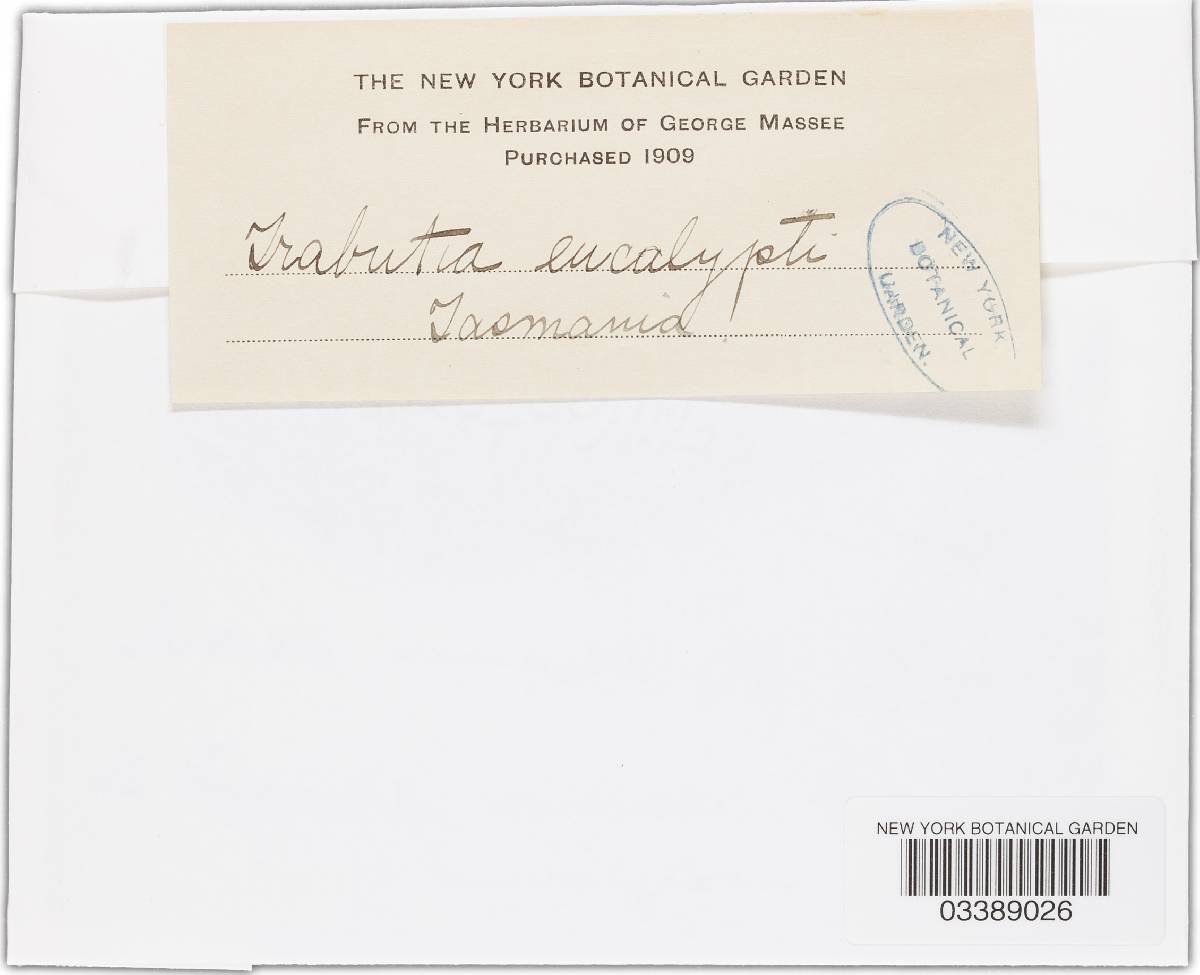 THE NEW YORK BOTANICAL GARDEN
FROM THE HERBARIUM OF GEORGE MASSEE
PURCHASED 1909
Trabutia eucalypti
Tasmania
NEW YORK
BOTANICAL
GARDEN.
NEW YORK BOTANICAL GARDEN
03389026